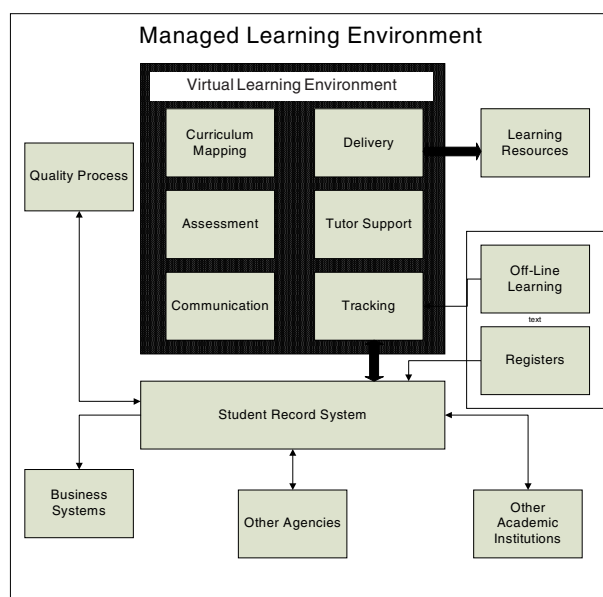 Managed Learning Environment
Virtual Learning Environment
Curriculum
Mapping
Delivery
Learning
Resources
Quality Process
Assessment
Tutor Support
Off-Line
Learning
Communication
Tracking
text
Registers
Student Record System
Business
Systems
Other Agencies
Other
Academic
Institutions